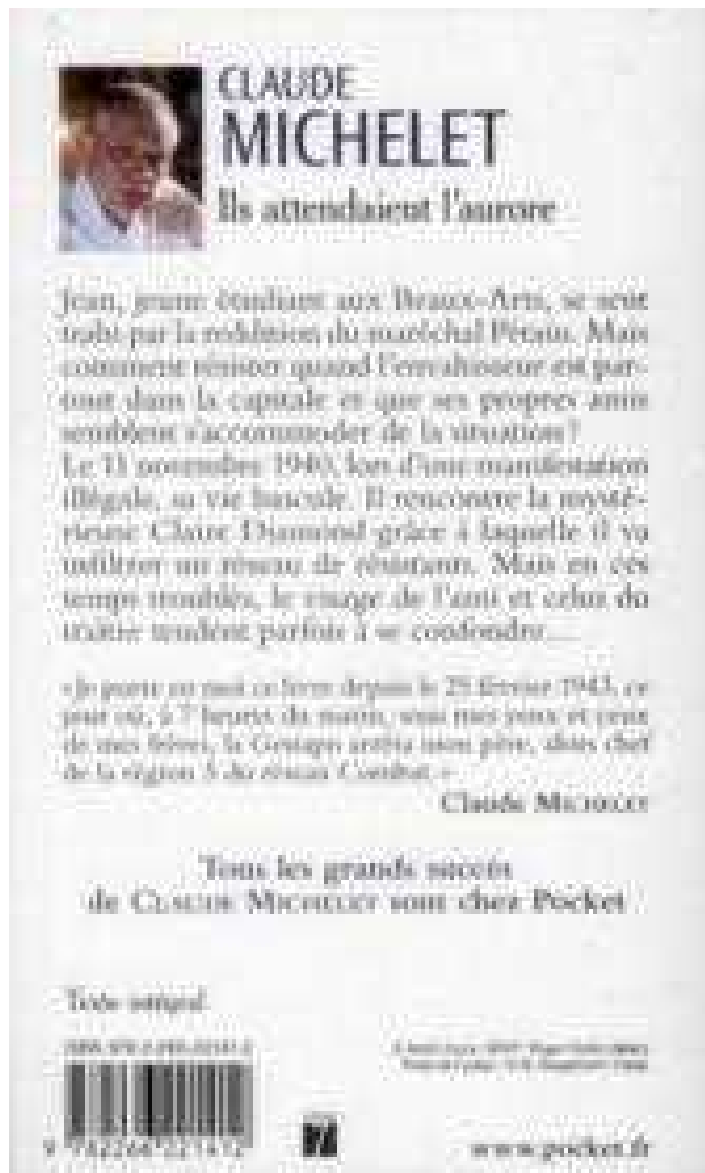 CLAUDE
MICHELET
Ils attendaient l'aurore
Jean, jeune étudiant aux Beaux-Arts, se sent
trahi par la reddition du maréchal Pétain. Mais
comment résister quand l'envahisseur est par-
tout dans la capitale et que ses propres amis
semblent s'accommoder de la situation?
Le 11 novembre 1940, lors d'une manifestation
illégale, sa vie bascule. Il rencontre la mysté-
rieuse Claire Diamond grâce à laquelle il va
infiltrer un réseau de résistants. Mais en ces
temps troublés, le visage de l'ami et celui du
traître tendent parfois à se confondre...
«Je porte en moi ce livre depuis le 25 février 1943, ce
jour où, à 7 heures du matin, sous mes yeux et ceux
de mes frères, la Gestapo arrêta mon père, alors chef
de la région 5 du réseau Combat.»
Claude MICHELET
Tous les grands succès
de CLAUDE MICHELET sont chez Pocket
Texte intégral
ISBN
9 782266 221412
www.pocket.fr